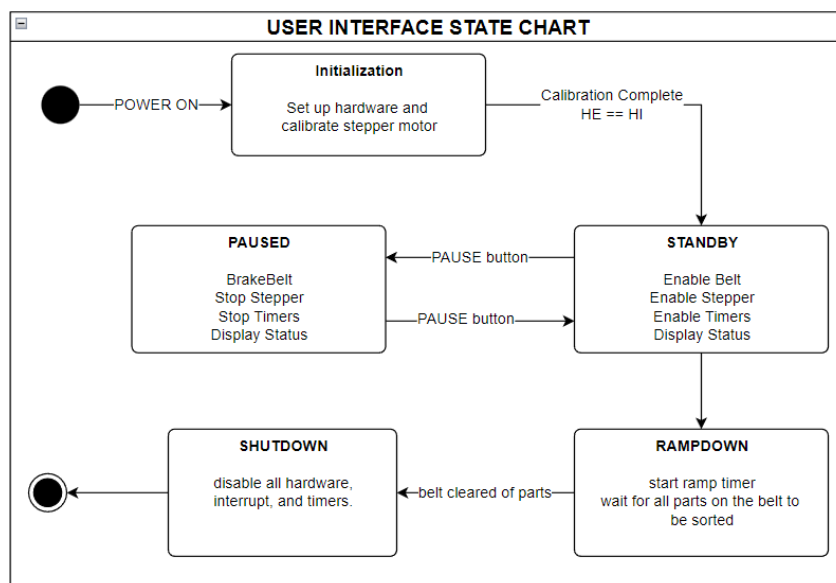 USER INTERFACE STATE CHART
Initialization
Set up hardware and
calibrate stepper motor
POWER ON
Calibration Complete
HE == HI
PAUSED
BrakeBelt
Stop Stepper
Stop Timers
Display Status
PAUSE button
PAUSE button
STANDBY
Enable Belt
Enable Stepper
Enable Timers
Display Status
SHUTDOWN
disable all hardware,
interrupt, and timers.
belt cleared of parts
RAMPDOWN
start ramp timer
wait for all parts on the belt to
be sorted